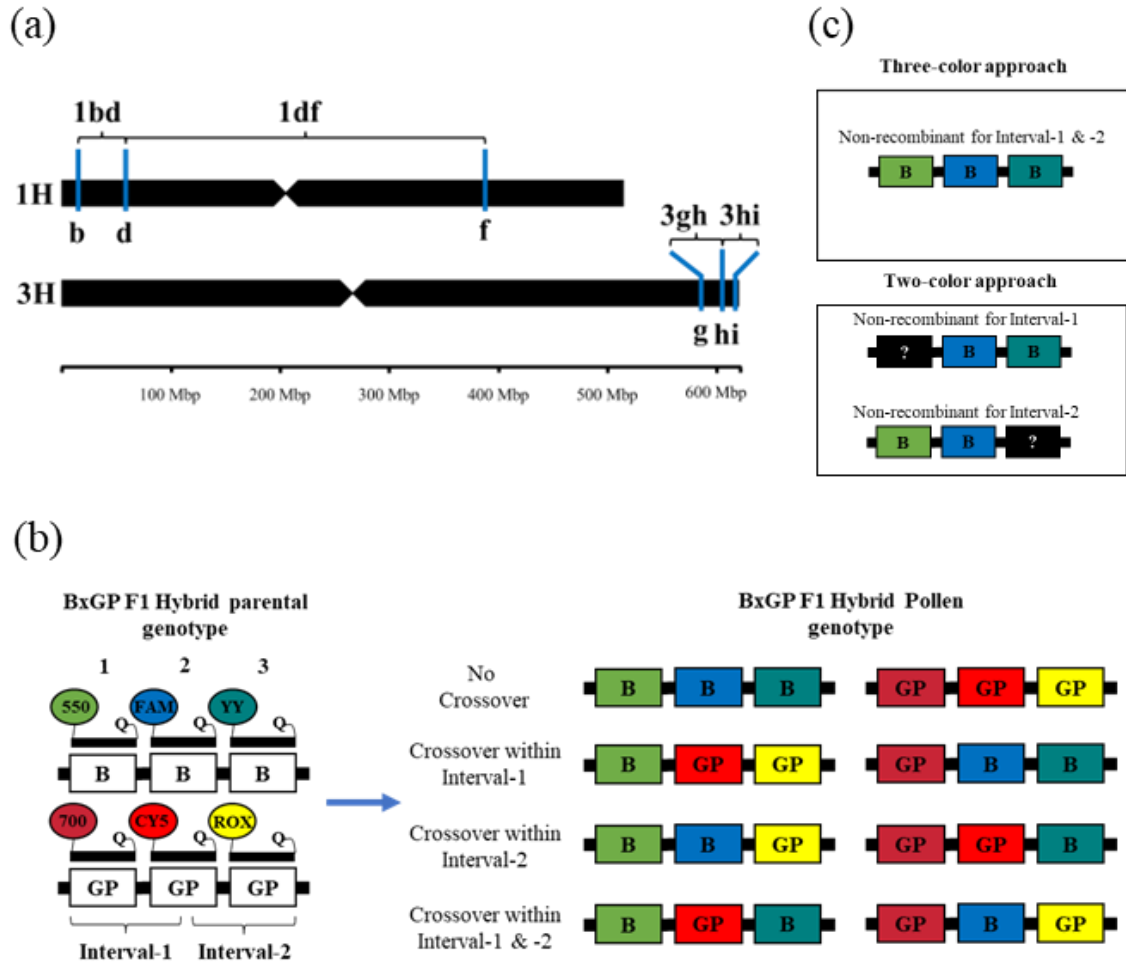 (a)
1bd
1df
1H
b
d
f
3gh
3hi
3H
g
hi
100 Mbp
200 Mbp
300 Mbp
400 Mbp
500 Mbp
600 Mbp
(c)
Three-color approach
Non-recombinant for Interval-1 & -2
B B B
Two-color approach
Non-recombinant for Interval-1
? B B
Non-recombinant for Interval-2
B B ?
(b)
BxGP F1 Hybrid parental
genotype
1 2 3
550 FAM YY
Q Q Q
B B B
700 CY5 ROX
Q Q Q
GP GP GP
Interval-1 Interval-2
BxGP F1 Hybrid Pollen
genotype
No
Crossover
B B B GP GP GP
Crossover within
Interval-1
B GP GP GP B B
Crossover within
Interval-2
B B GP GP GP B
Crossover within
Interval-1 & -2
B GP B GP B GP